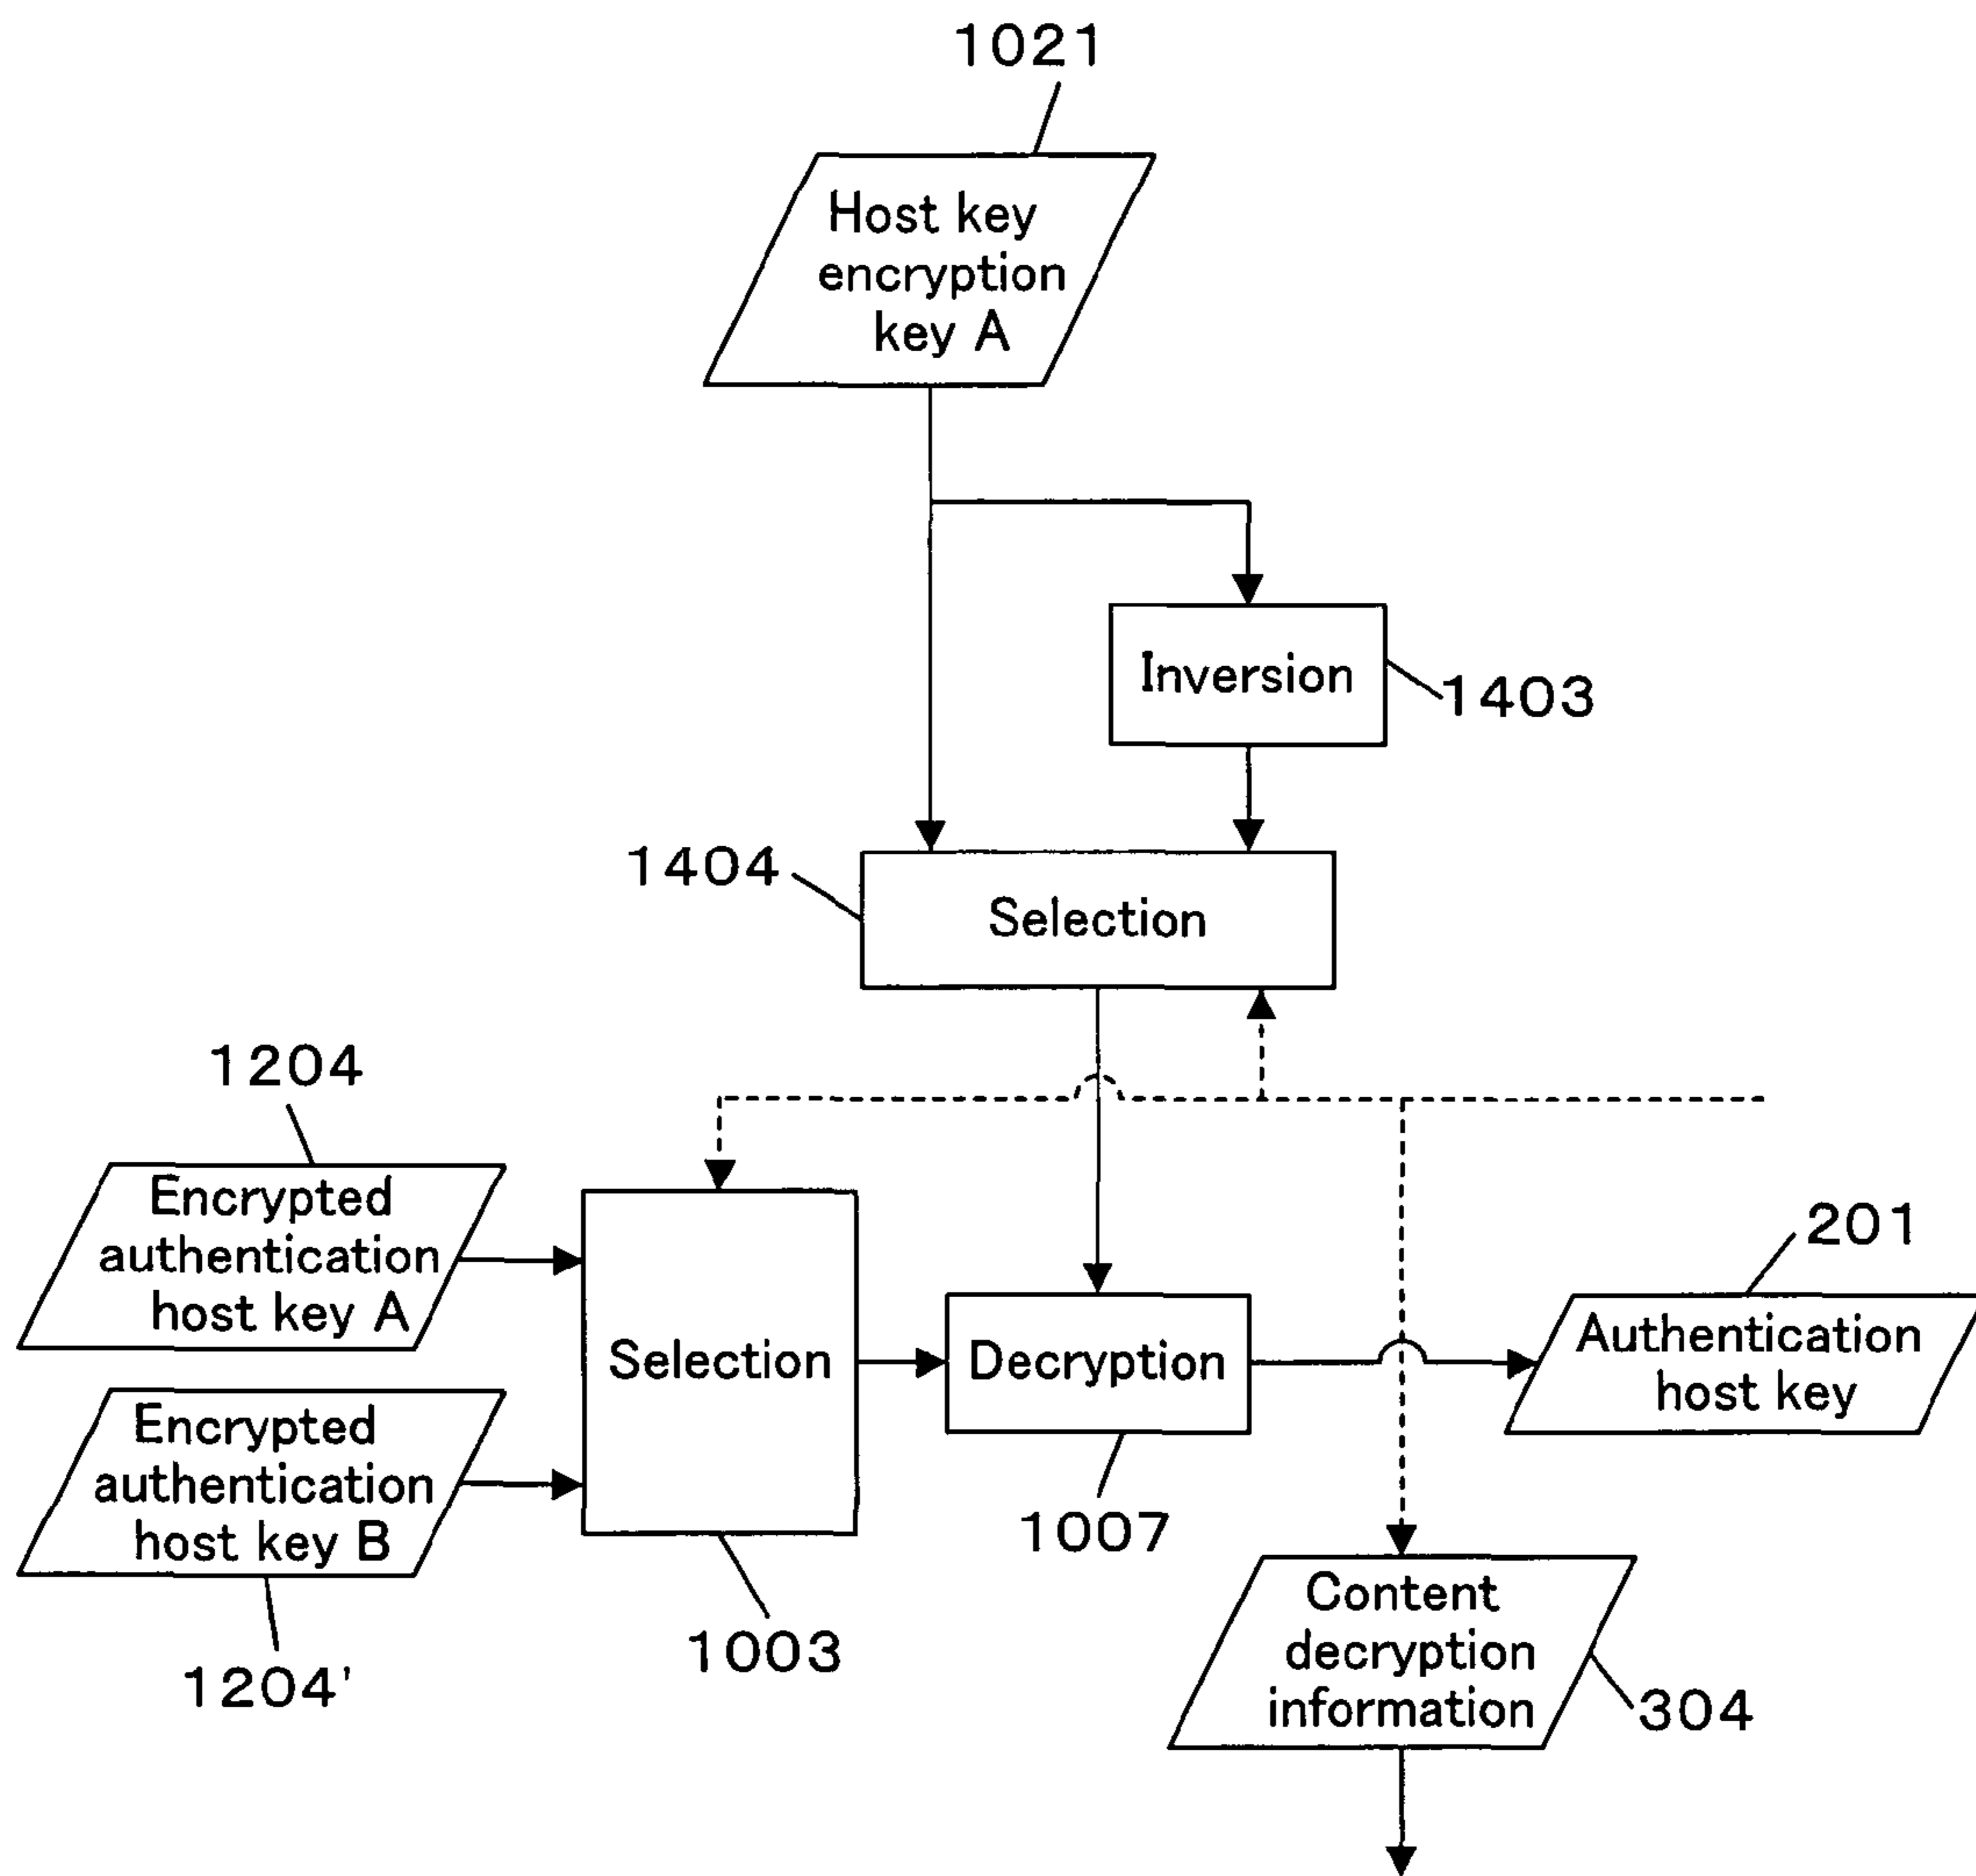 1021
Host key
encryption
key A
Inversion
1403
1404
Selection
1204
Encrypted
authentication
host key A
201
Authentication
host key
Selection
Decryption
Encrypted
authentication
host key B
1007
1003
1204'
Content
decryption
information
304